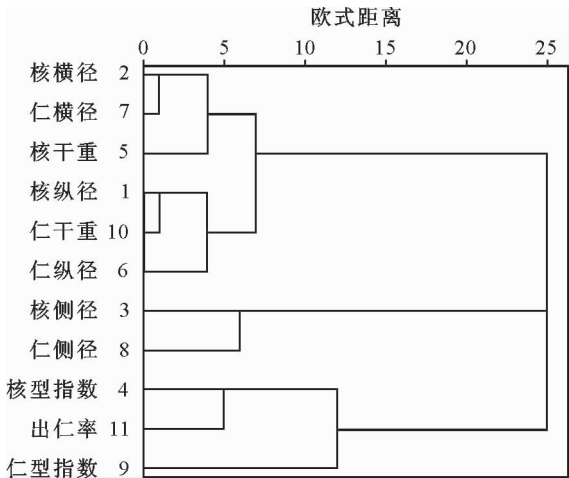 欧式距离
0 5 10 15 20 25
核横径 2
仁横径 7
核干重 5
核纵径 1
仁干重 10
仁纵径 6
核侧径 3
仁侧径 8
核型指数 4
出仁率 11
仁型指数 9